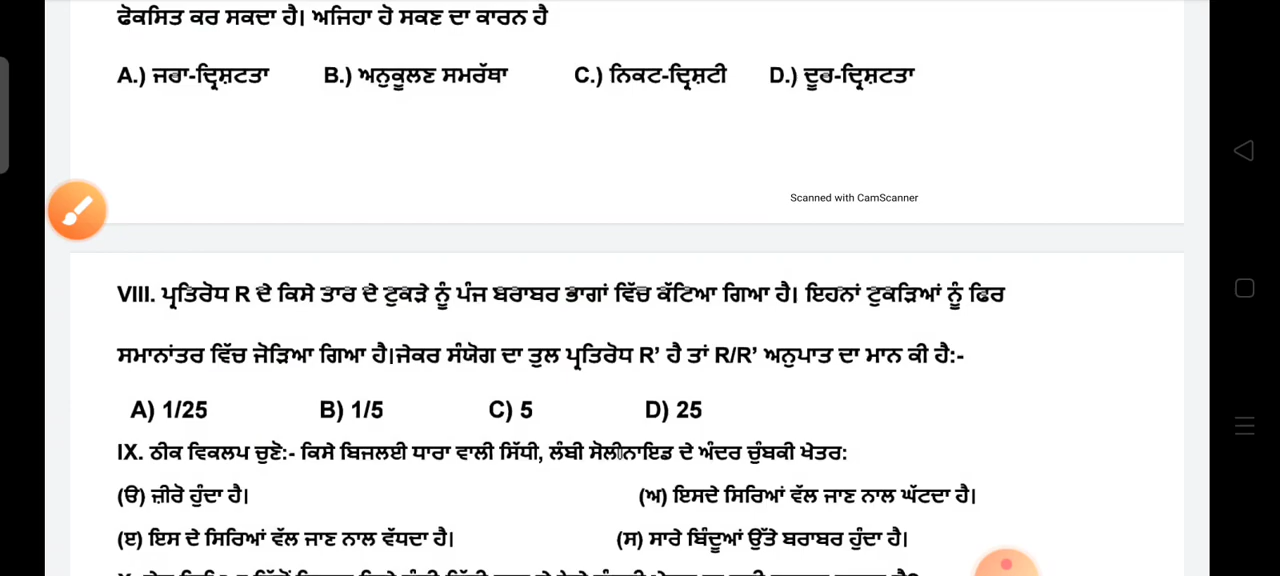 ਫੋਕਸਿਤ ਕਰ ਸਕਦਾ ਹੈ। ਅਜਿਹਾ ਹੋ ਸਕਣ ਦਾ ਕਾਰਨ ਹੈ
A.) ਜਰਾ-ਦ੍ਰਿਸ਼ਟਤਾ B.) ਅਨੁਕੂਲਣ ਸਮਰੱਥਾ C.) ਨਿਕਟ-ਦ੍ਰਿਸ਼ਟੀ D.) ਦੂਰ-ਦ੍ਰਿਸ਼ਟਤਾ
Scanned with CamScanner
VIII. ਪ੍ਰਤਿਰੋਧ R ਦੇ ਕਿਸੇ ਤਾਰ ਦੇ ਟੁਕੜੇ ਨੂੰ ਪੰਜ ਬਰਾਬਰ ਭਾਗਾਂ ਵਿੱਚ ਕੱਟਿਆ ਗਿਆ ਹੈ। ਇਹਨਾਂ ਟੁਕੜਿਆਂ ਨੂੰ ਫਿਰ
ਸਮਾਨਾਂਤਰ ਵਿੱਚ ਜੋੜਿਆ ਗਿਆ ਹੈ।ਜੇਕਰ ਸੰਯੋਗ ਦਾ ਤੁਲ ਪ੍ਰਤਿਰੋਧ R’ ਹੈ ਤਾਂ R/R’ ਅਨੁਪਾਤ ਦਾ ਮਾਨ ਕੀ ਹੈ:-
A) 1/25 B) 1/5 C) 5 D) 25
IX. ਠੀਕ ਵਿਕਲਪ ਚੁਣੋ:- ਕਿਸੇ ਬਿਜਲਈ ਧਾਰਾ ਵਾਲੀ ਸਿੱਧੀ, ਲੰਬੀ ਸੋਲੀਨਾਇਡ ਦੇ ਅੰਦਰ ਚੁੰਬਕੀ ਖੇਤਰ:
(ੳ) ਜ਼ੀਰੋ ਹੁੰਦਾ ਹੈ। (ਅ) ਇਸਦੇ ਸਿਰਿਆਂ ਵੱਲ ਜਾਣ ਨਾਲ ਘੱਟਦਾ ਹੈ।
(ੲ) ਇਸ ਦੇ ਸਿਰਿਆਂ ਵੱਲ ਜਾਣ ਨਾਲ ਵੱਧਦਾ ਹੈ। (ਸ) ਸਾਰੇ ਬਿੰਦੂਆਂ ਉੱਤੇ ਬਰਾਬਰ ਹੁੰਦਾ ਹੈ।